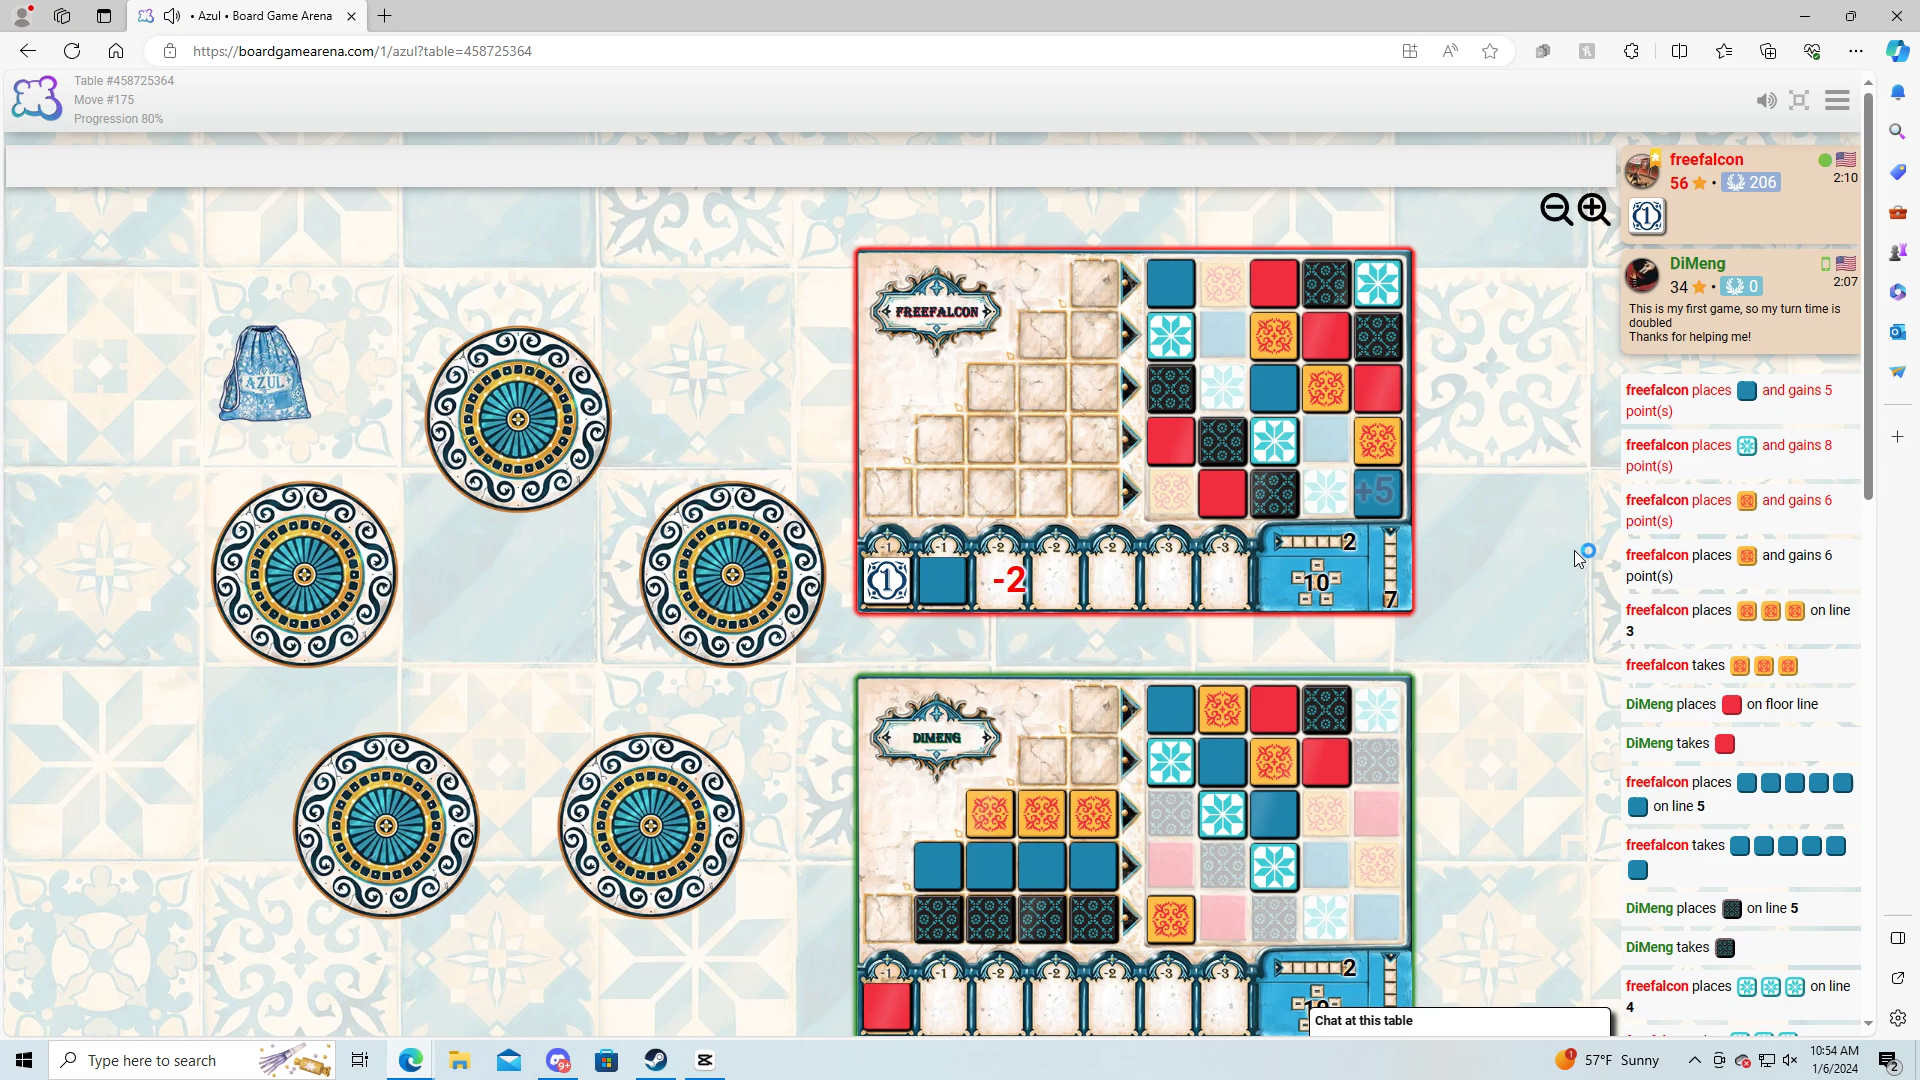 • Azul • Board Game Arena
https://boardgamearena.com/1/azul?table=458725364
Table #458725364
Move #175
Progression 80%
freefalcon
2:10
56 • 206
1
DiMeng
2:07
34 • 0
This is my first game, so my turn time is
doubled
Thanks for helping me!
AZUL
FREEFALCON
+5
-1 -1 -2 -2 -2 -3 -3
2
1
-2
10
7
DIMENG
-1 -1 -2 -2 -2 -3 -3
2
10
freefalcon places and gains 5
point(s)
freefalcon places and gains 8
point(s)
freefalcon places and gains 6
point(s)
freefalcon places and gains 6
point(s)
freefalcon places on line
3
freefalcon takes
DiMeng places on floor line
DiMeng takes
freefalcon places
on line 5
freefalcon takes
DiMeng places on line 5
DiMeng takes
freefalcon places on line
4
Chat at this table
Type here to search
1
57°F Sunny
10:54 AM
1/6/2024
2